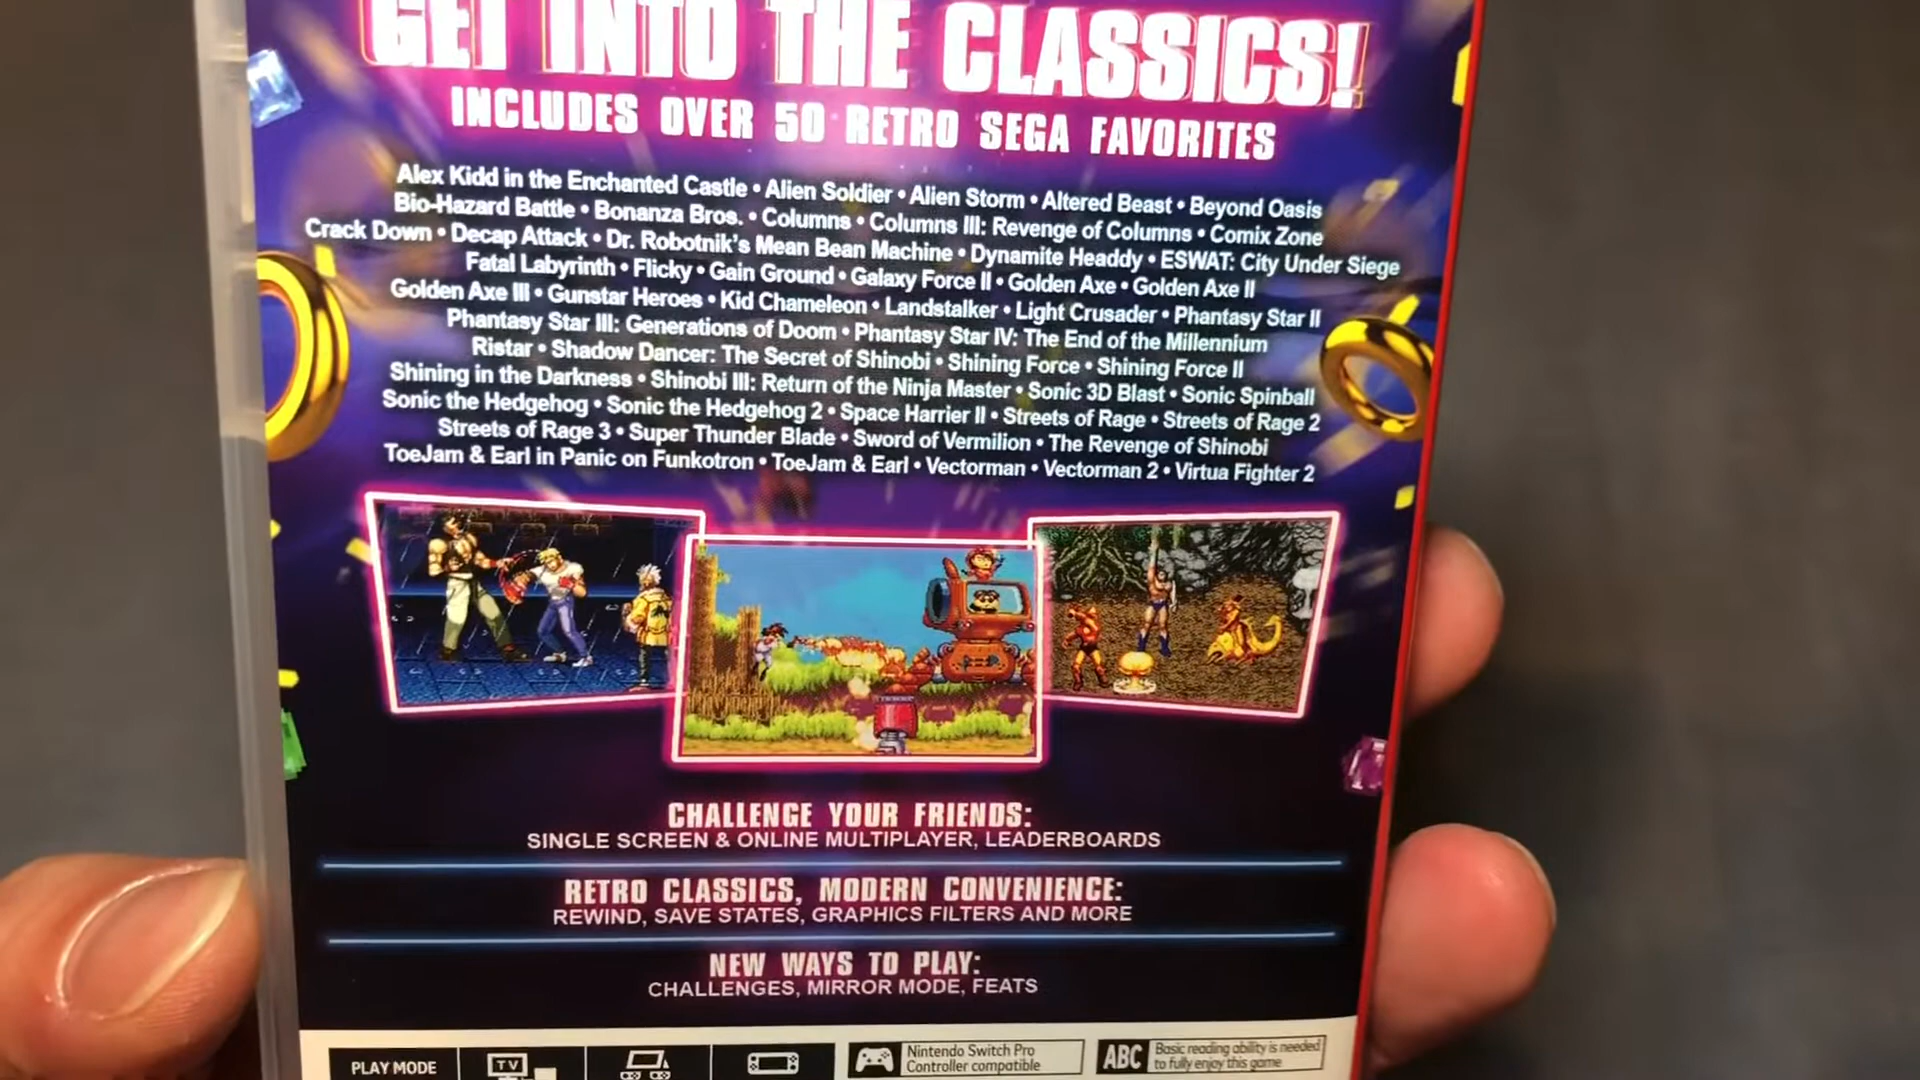 GET INTO THE CLASSICS!
INCLUDES OVER 50 RETRO SEGA FAVORITES
Alex Kidd in the Enchanted Castle • Alien Soldier • Alien Storm • Altered Beast • Beyond Oasis
Bio-Hazard Battle • Bonanza Bros. • Columns • Columns III: Revenge of Columns • Comix Zone
Crack Down • Decap Attack • Dr. Robotnik's Mean Bean Machine • Dynamite Headdy • ESWAT: City Under Siege
Fatal Labyrinth • Flicky • Gain Ground • Galaxy Force II • Golden Axe • Golden Axe II
Golden Axe III • Gunstar Heroes • Kid Chameleon • Landstalker • Light Crusader • Phantasy Star II
Phantasy Star III: Generations of Doom • Phantasy Star IV: The End of the Millennium
Ristar • Shadow Dancer: The Secret of Shinobi • Shining Force • Shining Force II
Shining in the Darkness • Shinobi III: Return of the Ninja Master • Sonic 3D Blast • Sonic Spinball
Sonic the Hedgehog • Sonic the Hedgehog 2 • Space Harrier II • Streets of Rage • Streets of Rage 2
Streets of Rage 3 • Super Thunder Blade • Sword of Vermilion • The Revenge of Shinobi
ToeJam & Earl in Panic on Funkotron • ToeJam & Earl • Vectorman • Vectorman 2 • Virtua Fighter 2
CHALLENGE YOUR FRIENDS:
SINGLE SCREEN & ONLINE MULTIPLAYER, LEADERBOARDS
RETRO CLASSICS, MODERN CONVENIENCE:
REWIND, SAVE STATES, GRAPHICS FILTERS AND MORE
NEW WAYS TO PLAY:
CHALLENGES, MIRROR MODE, FEATS
PLAY MODE
TV
Nintendo Switch Pro
Controller compatible
ABC
Basic reading ability is needed
to fully enjoy this game